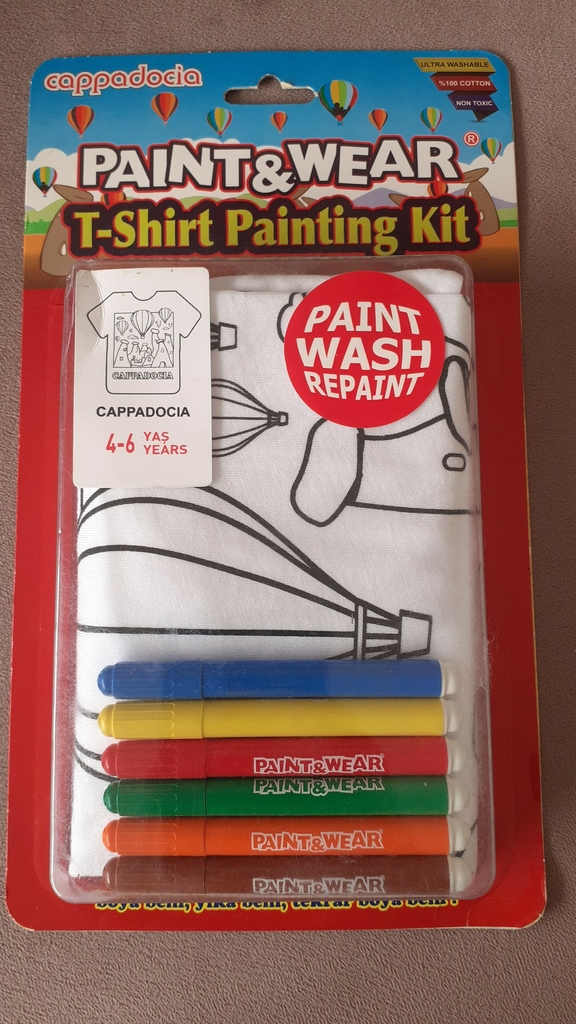 cappadocia
ULTRA WASHABLE
%100 COTTON
NON TOXIC
PAINT&WEAR®
T-Shirt Painting Kit
CAPPADOCIA
CAPPADOCIA
4-6 YAŞ
YEARS
PAINT
WASH
REPAINT
PAINT&WEAR
PAINT&WEAR
PAINT&WEAR
PAINT&WEAR
boya beni, yıka beni, tekrar boya beni!